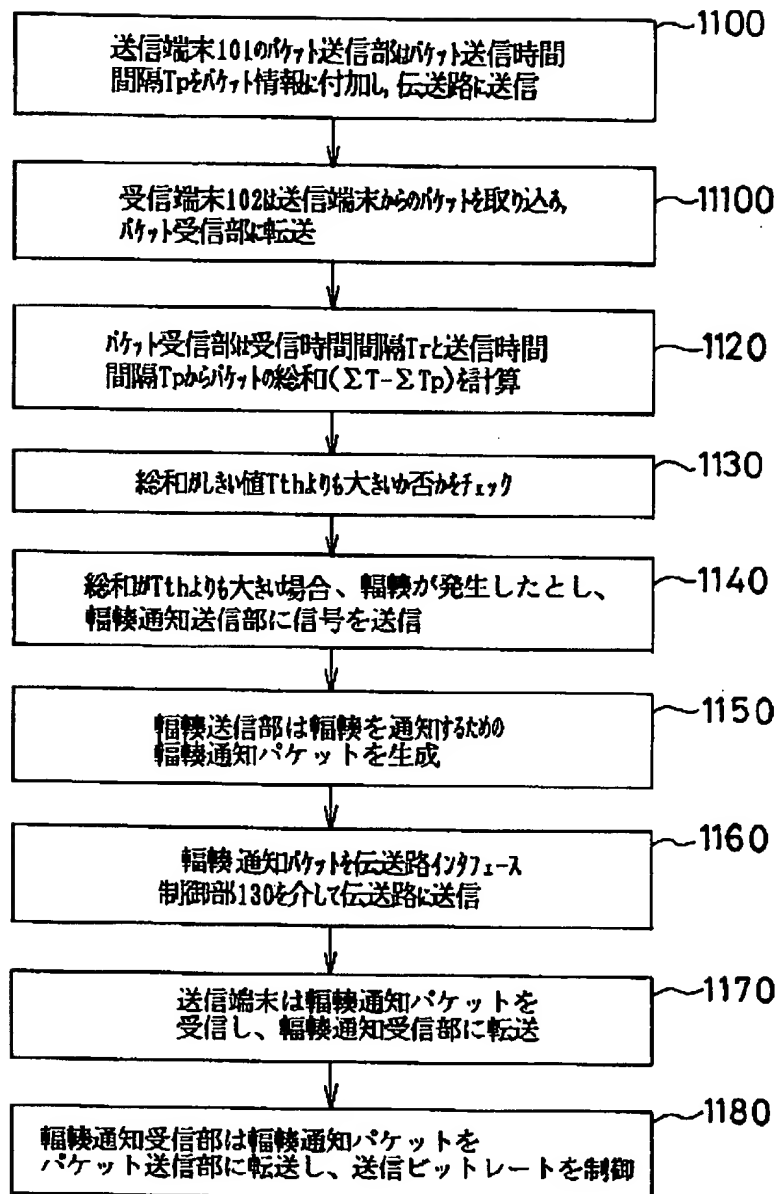 1100
送信端末101のパケット送信部はパケット送信時間
間隔Tpをパケット情報に付加し,伝送路に送信
11100
受信端末102は送信端末からのパケットを取り込み,
パケット受信部に転送
1120
パケット受信部は受信時間間隔Trと送信時間
間隔Tpからパケットの総和(ΣT-ΣTp)を計算
1130
総和がしきい値Tthよりも大きいか否かをチェック
1140
総和がTthよりも大きい場合、輻輳が発生したとし、
輻輳通知送信部に信号を送信
1150
輻輳送信部は輻輳を通知するための
輻輳通知パケットを生成
1160
輻輳通知パケットを伝送路インタフェース
制御部130を介して伝送路に送信
1170
送信端末は輻輳通知パケットを
受信し、輻輳通知受信部に転送
1180
輻輳通知受信部は輻輳通知パケットを
パケット送信部に転送し、送信ビットレートを制御